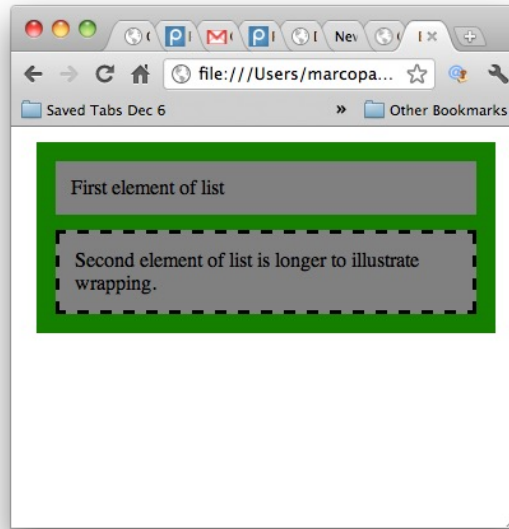 New
file:///Users/marcopa...
Saved Tabs Dec 6
»
Other Bookmarks
First element of list
Second element of list is longer to illustrate
wrapping.